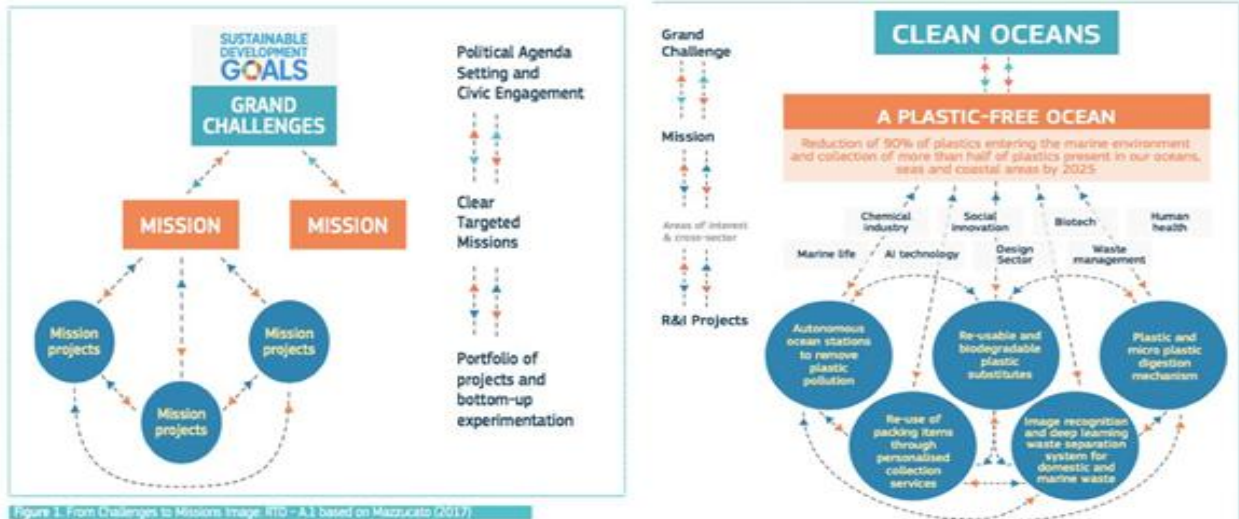 SUSTAINABLE
DEVELOPMENT
GOALS
GRAND
CHALLENGES
MISSION
MISSION
Mission
projects
Mission
projects
Mission
projects
Political Agenda
Setting and
Civic Engagement
Clear
Targeted
Missions
Portfolio of
projects and
bottom-up
experimentation
Figure 1. From Challenges to Missions Image: RTD - A.1 based on Mazzucato (2017)
Grand
Challenge
Mission
Areas of interest
& cross-sector
R&I Projects
CLEAN OCEANS
A PLASTIC-FREE OCEAN
Reduction of 90% of plastics entering the marine environment
and collection of more than half of plastics present in our oceans,
seas and coastal areas by 2025
Chemical
industry
Social
innovation
Biotech
Human
health
Marine life
AI technology
Design
Sector
Waste
management
Autonomous
ocean stations
to remove
plastic
pollution
Re-usable and
biodegradable
plastic
substitutes
Plastic and
micro plastic
digestion
mechanism
Re-use of
packing items
through
personalised
collection
services
Image recognition
and deep learning
waste separation
system for
domestic and
marine waste